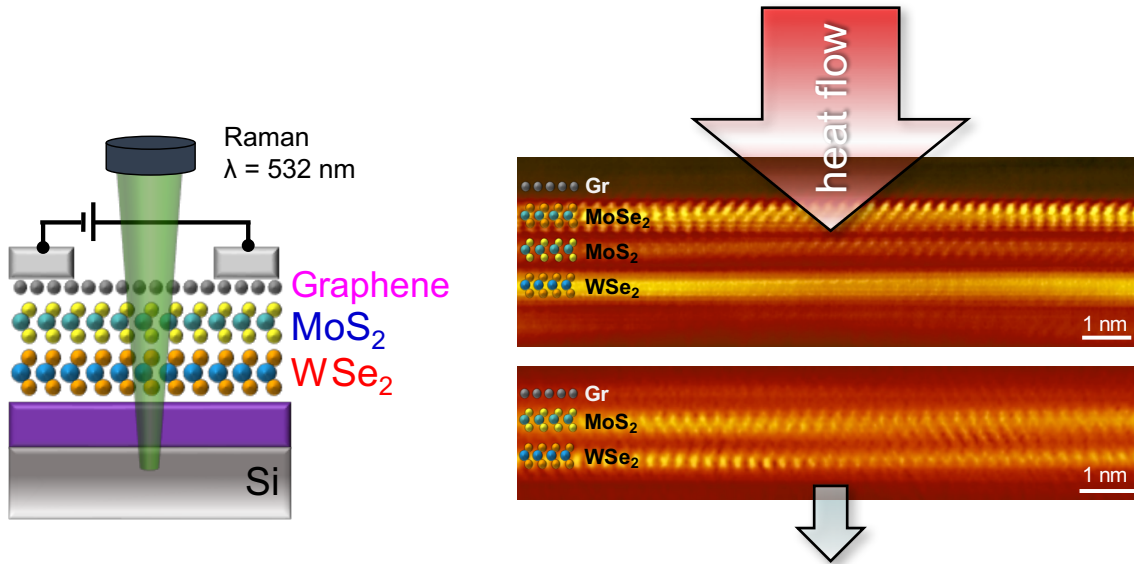 Raman
λ = 532 nm
Graphene
MoS₂
WSe₂
Si
heat flow
Gr
MoSe₂
MoS₂
WSe₂
1 nm
Gr
MoS₂
WSe₂
1 nm